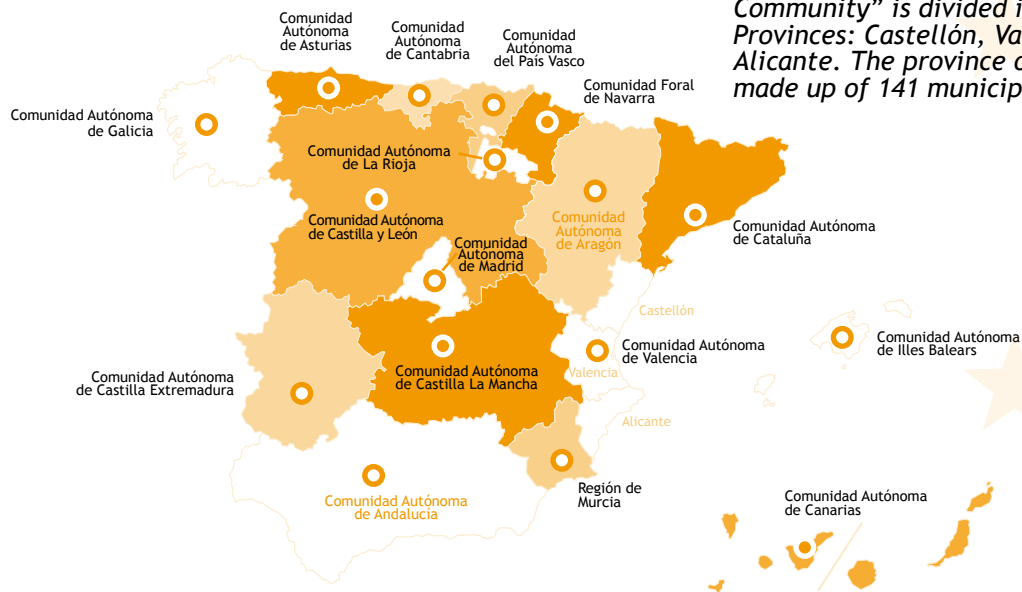 Community” is divided i
Provinces: Castellón, Va
Alicante. The province o
made up of 141 municip
Comunidad
Autónoma
de Asturias
Comunidad
Autónoma
de Cantabria
Comunidad
Autónoma
del País Vasco
Comunidad Foral
de Navarra
Comunidad Autónoma
de Galicia
Comunidad Autónoma
de La Rioja
Comunidad Autónoma
de Castilla y León
Comunidad
Autónoma
de Aragón
Comunidad Autónoma
de Cataluña
Comunidad
Autónoma
de Madrid
Castellón
Comunidad Autónoma
de Valencia
Comunidad Autónoma
de Illes Balears
Valencia
Comunidad Autónoma
de Castilla Extremadura
Comunidad Autónoma
de Castilla La Mancha
Alicante
Comunidad Autónoma
de Andalucía
Región de
Murcia
Comunidad Autónoma
de Canarias